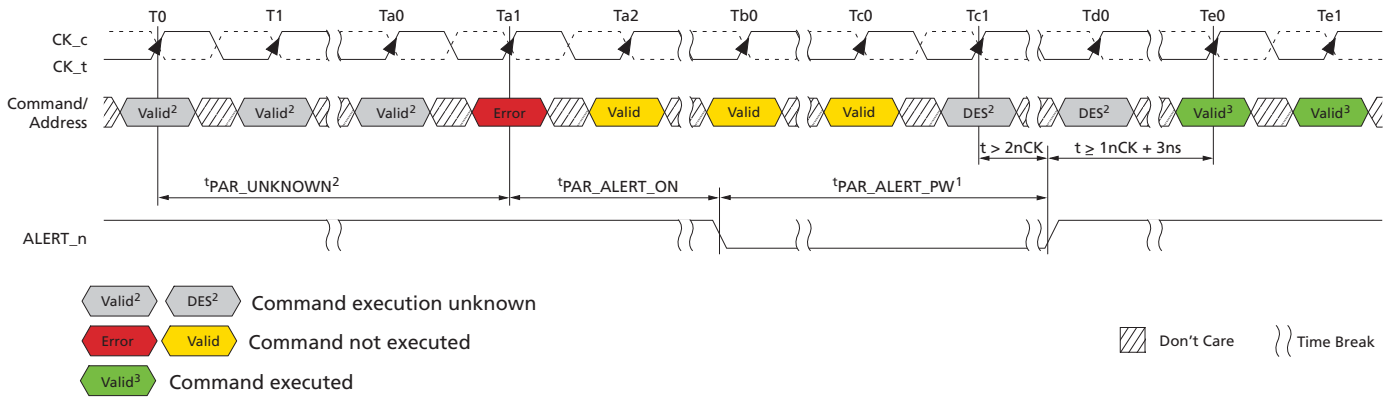 T0 T1 Ta0 Ta1 Ta2 Tb0 Tc0 Tc1 Td0 Te0 Te1
CK_c
CK_t
Command/
Address
Valid² Valid² Valid² Error Valid Valid Valid DES² DES² Valid³ Valid³
t > 2nCK t ≥ 1nCK + 3ns
tPAR_UNKNOWN² tPAR_ALERT_ON tPAR_ALERT_PW¹
ALERT_n
Valid² DES² Command execution unknown
Error Valid Command not executed
Don't Care Time Break
Valid³ Command executed